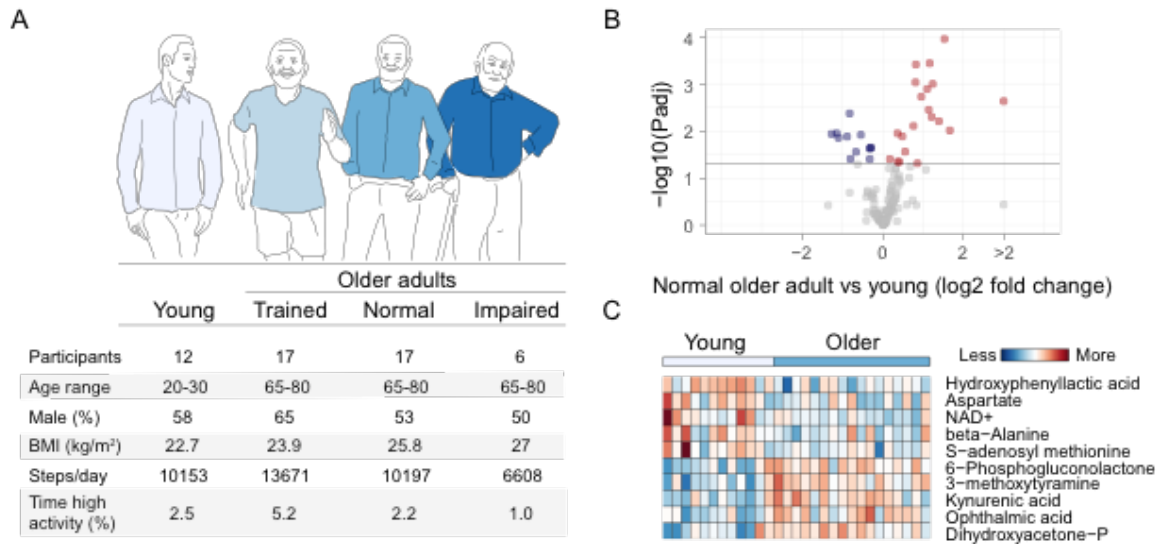 A
Older adults
Young Trained Normal Impaired
Participants 12 17 17 6
Age range 20-30 65-80 65-80 65-80
Male (%) 58 65 53 50
BMI (kg/m²) 22.7 23.9 25.8 27
Steps/day 10153 13671 10197 6608
Time high
activity (%) 2.5 5.2 2.2 1.0
B
−log10(Padj)
4
3
2
1
0
−2 0 2 >2
Normal older adult vs young (log2 fold change)
C
Young Older
Less More
Hydroxyphenyllactic acid
Aspartate
NAD+
beta−Alanine
S−adenosyl methionine
6−Phosphogluconolactone
3−methoxytyramine
Kynurenic acid
Ophthalmic acid
Dihydroxyacetone−P